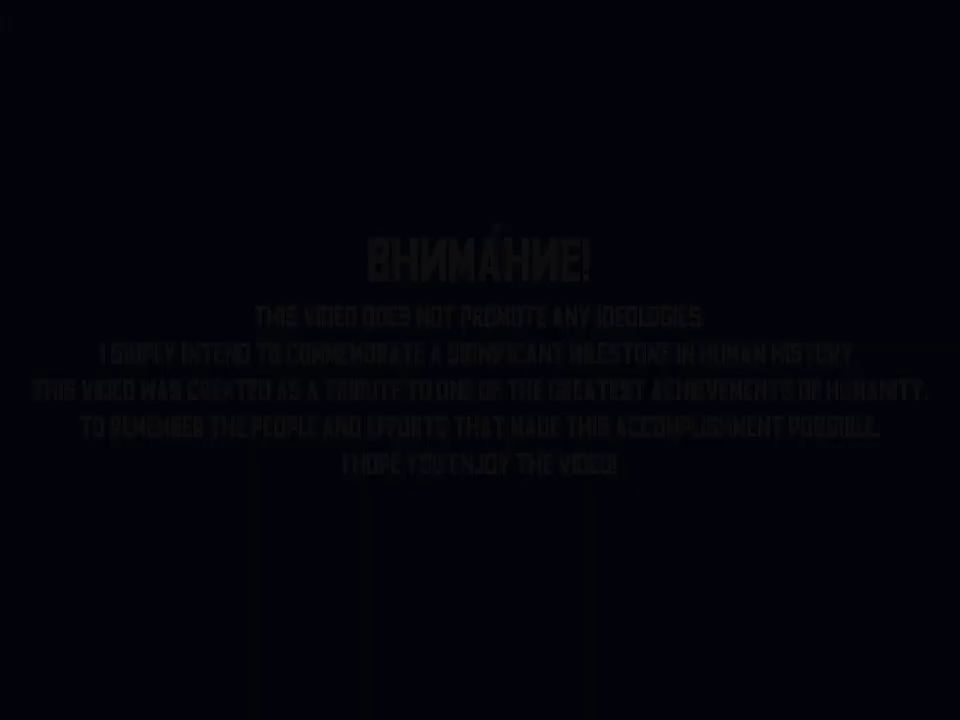 ВНИМА́НИЕ!
THIS VIDEO DOES NOT PROMOTE ANY IDEOLOGIES.
I SIMPLY INTEND TO COMMEMORATE A SIGNIFICANT MILESTONE IN HUMAN HISTORY.
THIS VIDEO WAS CREATED AS A TRIBUTE TO ONE OF THE GREATEST ACHIEVEMENTS OF HUMANITY.
TO REMEMBER THE PEOPLE AND EFFORTS THAT MADE THIS ACCOMPLISHMENT POSSIBLE.
I HOPE YOU ENJOY THE VIDEO!